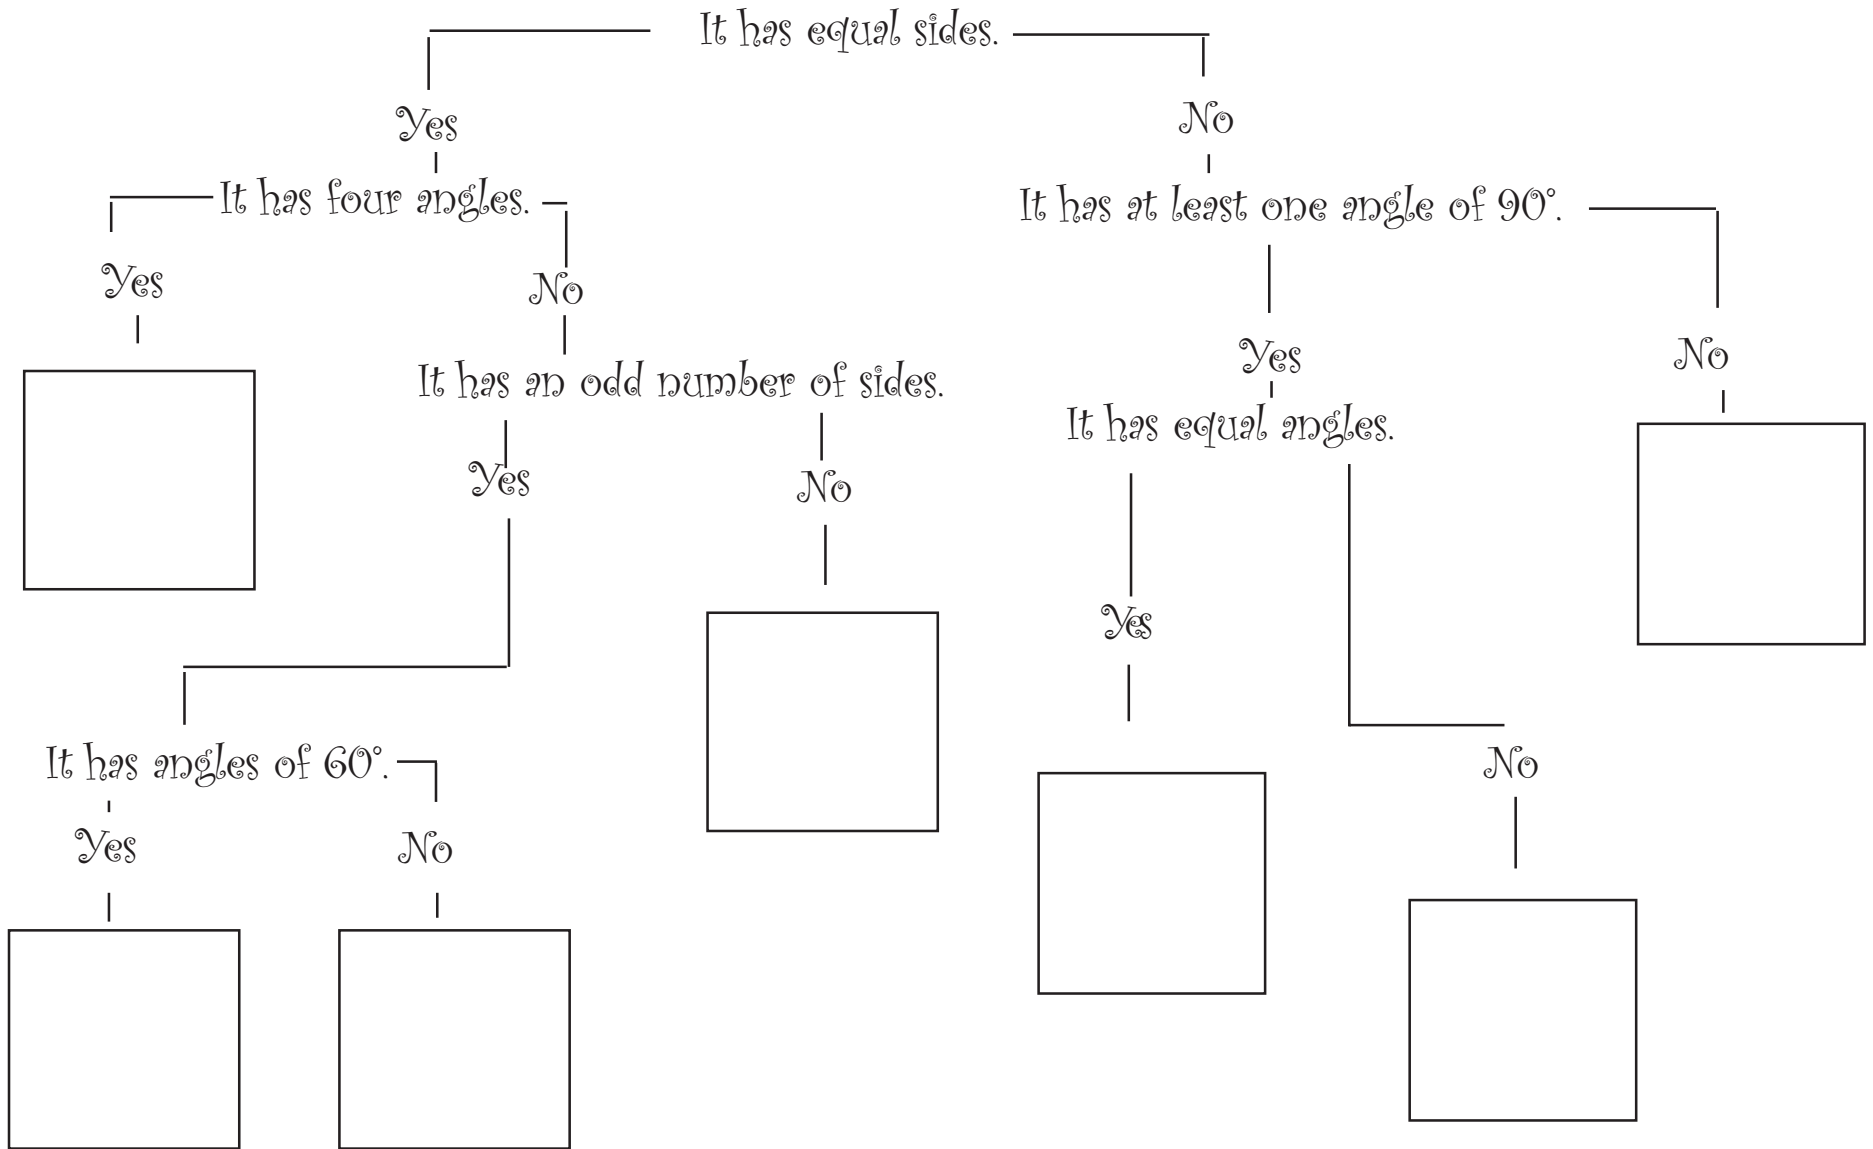 It has equal sides.
Yes
No
It has four angles.
It has at least one angle of 90°.
Yes
No
Yes
No
It has an odd number of sides.
It has equal angles.
Yes
No
Yes
No
It has angles of 60°.
Yes
No